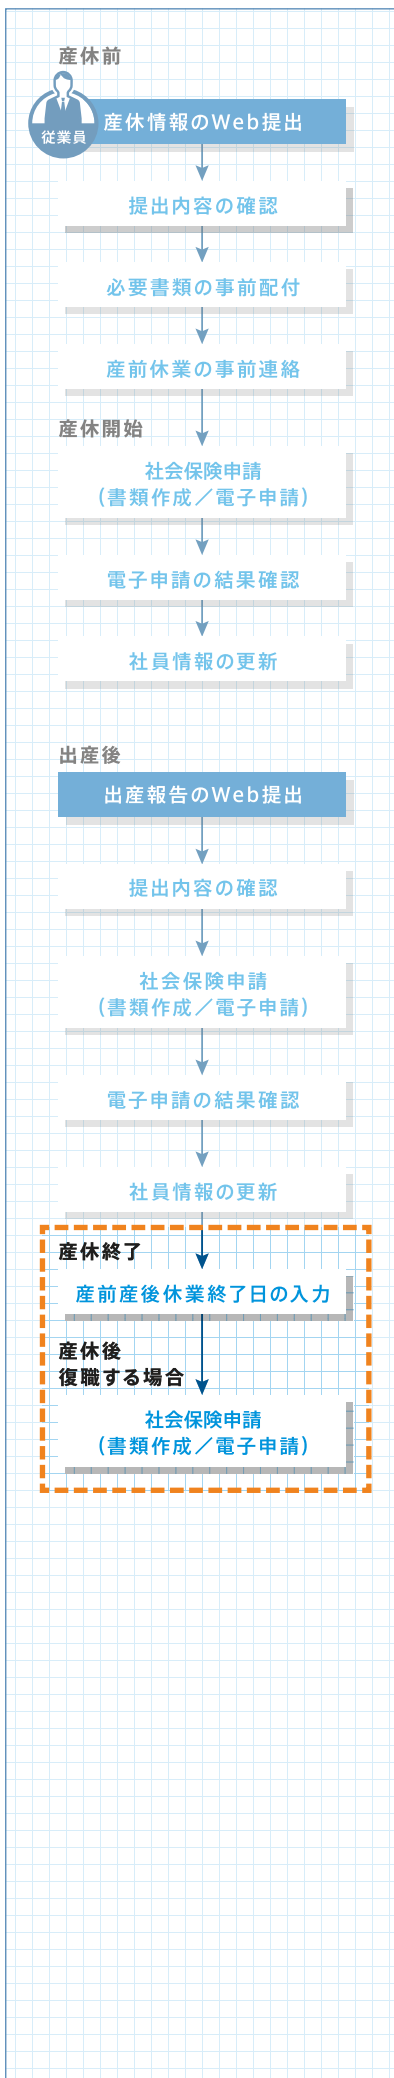 産休前
従業員
産休情報のWeb提出
提出内容の確認
必要書類の事前配付
産前休業の事前連絡
産休開始
社会保険申請
(書類作成／電子申請)
電子申請の結果確認
社員情報の更新
出産後
出産報告のWeb提出
提出内容の確認
社会保険申請
(書類作成／電子申請)
電子申請の結果確認
社員情報の更新
産休終了
産前産後休業終了日の入力
産休後
復職する場合
社会保険申請
(書類作成／電子申請)